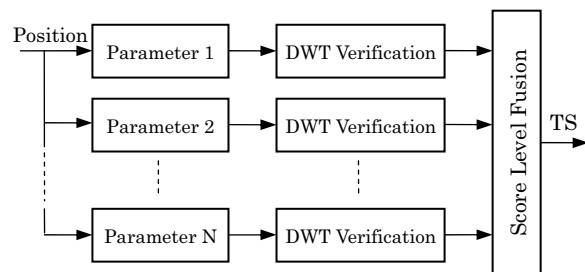 Position
Parameter 1
DWT Verification
Parameter 2
DWT Verification
Parameter N
DWT Verification
Score Level Fusion
TS